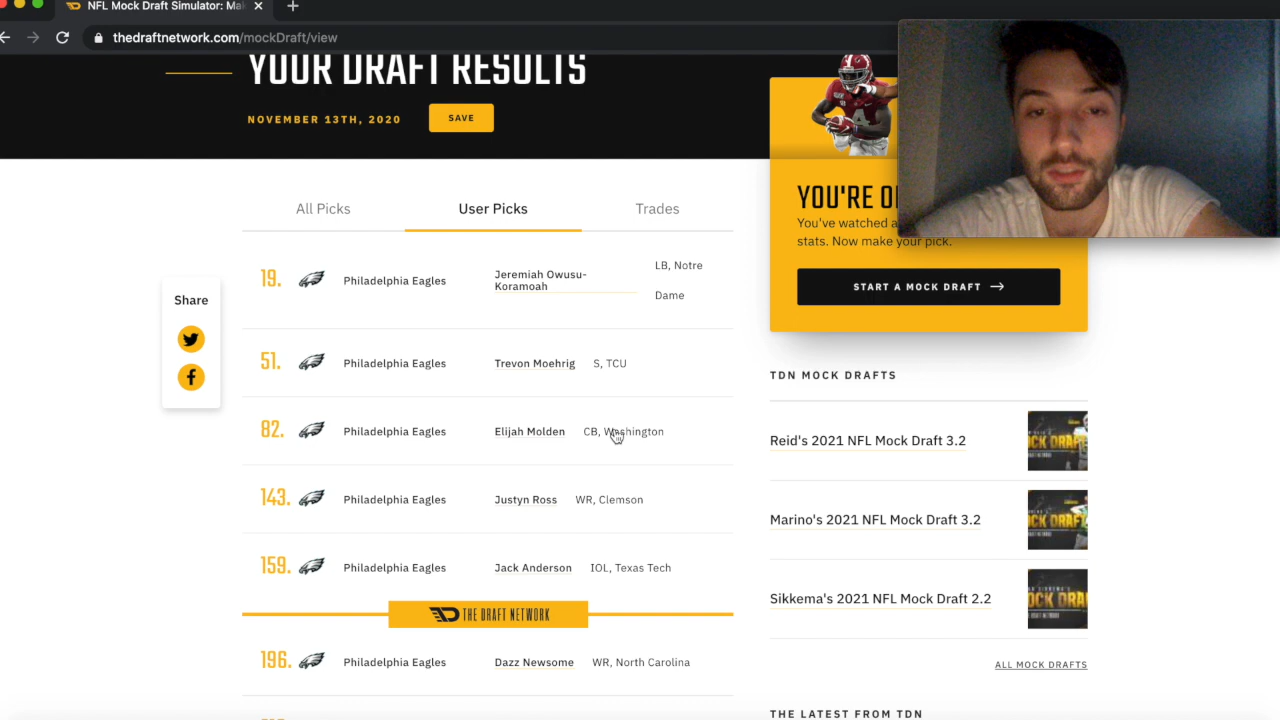 NFL Mock Draft Simulator: Ma
thedraftnetwork.com/mockDraft/view
YOUR DRAFT RESULTS
NOVEMBER 13TH, 2020
SAVE
All Picks
User Picks
Trades
19.
Philadelphia Eagles
Jeremiah Owusu-
Koramoah
LB, Notre
Dame
51.
Philadelphia Eagles
Trevon Moehrig
S, TCU
82.
Philadelphia Eagles
Elijah Molden
CB, Washington
143.
Philadelphia Eagles
Justyn Ross
WR, Clemson
159.
Philadelphia Eagles
Jack Anderson
IOL, Texas Tech
THE DRAFT NETWORK
196.
Philadelphia Eagles
Dazz Newsome
WR, North Carolina
Share
YOU'RE O
You've watched a
stats. Now make your pick.
START A MOCK DRAFT
TDN MOCK DRAFTS
Reid's 2021 NFL Mock Draft 3.2
Marino's 2021 NFL Mock Draft 3.2
Sikkema's 2021 NFL Mock Draft 2.2
ALL MOCK DRAFTS
THE LATEST FROM TDN